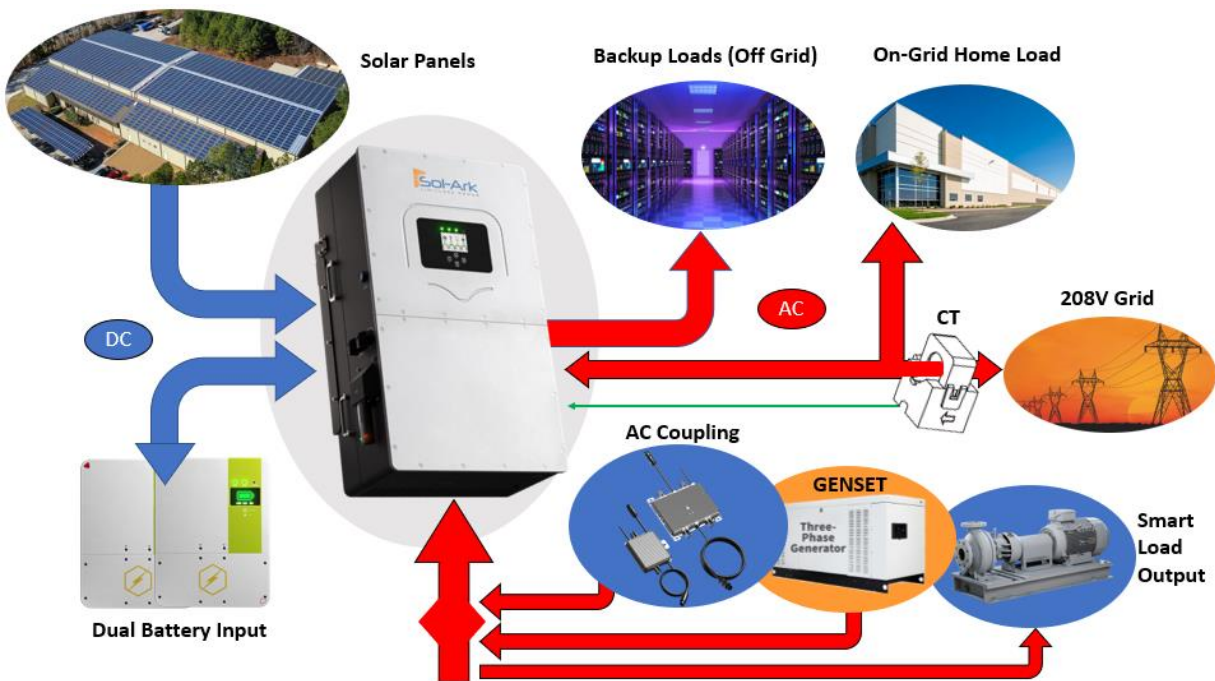 Solar Panels
Backup Loads (Off Grid)
On-Grid Home Load
Sol-Ark
DC
AC
CT
208V Grid
AC Coupling
GENSET
Three-
Phase
Generator
Smart
Load
Output
Dual Battery Input